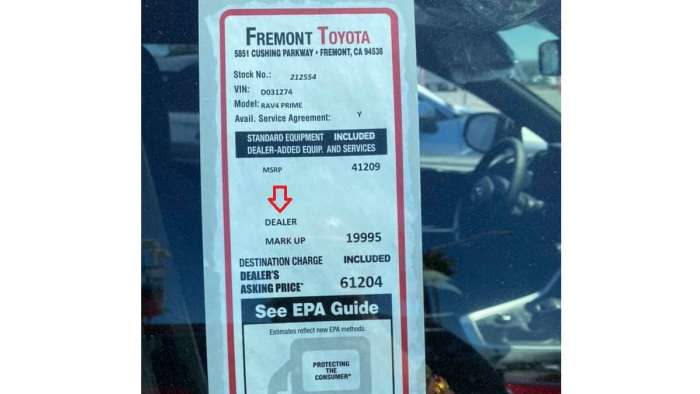 FREMONT TOYOTA
5851 CUSHING PARKWAY • FREMONT, CA 94538
Stock No.: 212554
VIN: D031274
Model: RAV4 PRIME
Avail. Service Agreement: Y
STANDARD EQUIPMENT INCLUDED
DEALER-ADDED EQUIP. AND SERVICES
MSRP 41209
DEALER
MARK UP 19995
DESTINATION CHARGE INCLUDED
DEALER'S
ASKING PRICE* 61204
See EPA Guide
Estimates reflect new EPA methods.
PROTECTING
THE
CONSUMER®